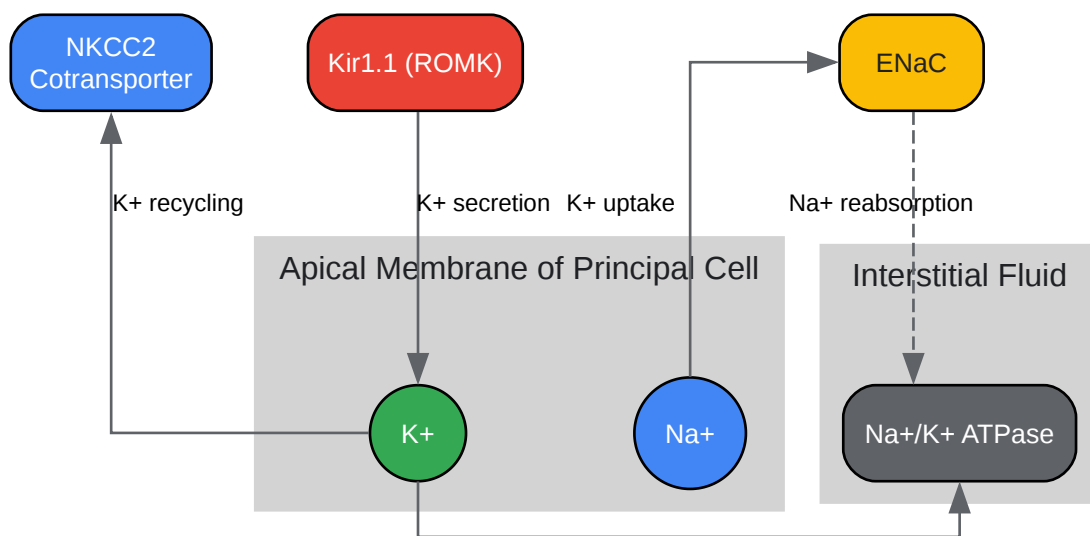 NKCC2
Cotransporter
Kir1.1 (ROMK)
ENaC
K+ recycling
K+ secretion
K+ uptake
Na+ reabsorption
Apical Membrane of Principal Cell
Interstitial Fluid
K+
Na+
Na+/K+ ATPase